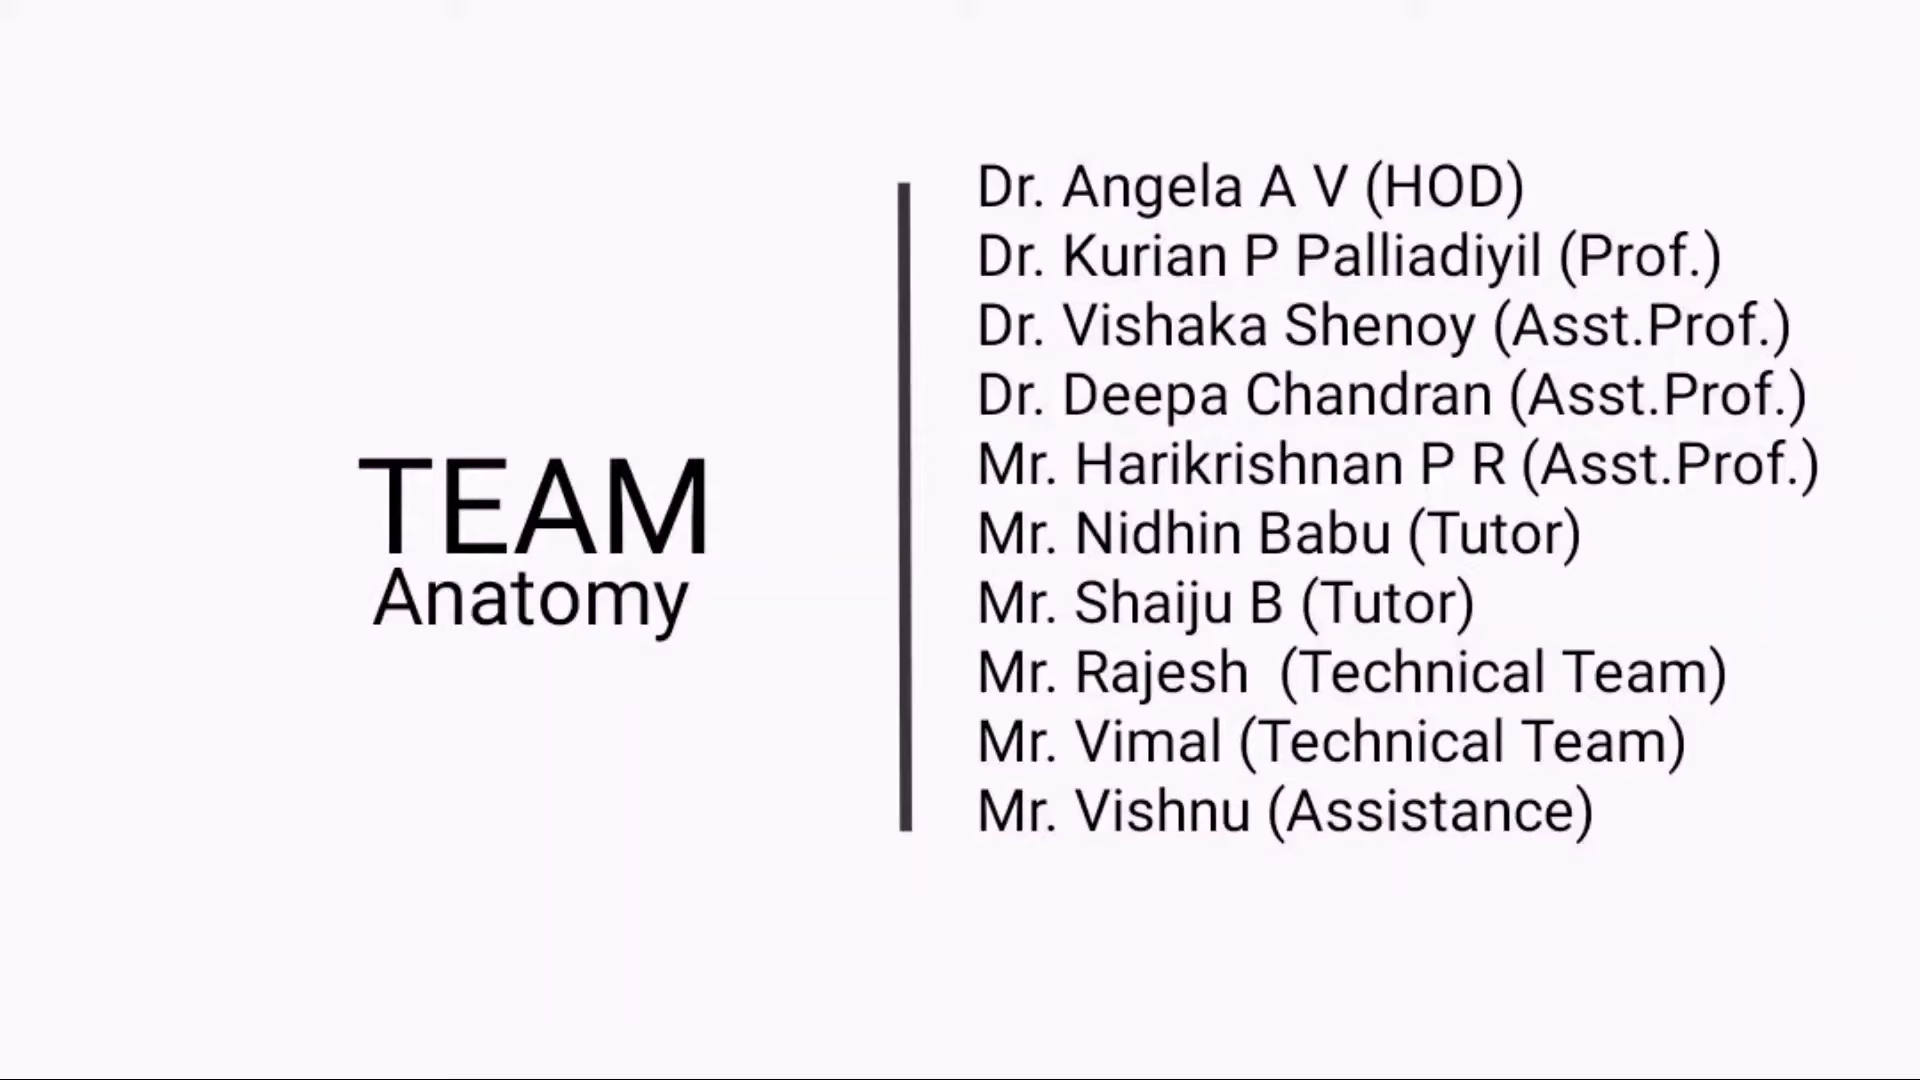 TEAM
Anatomy
Dr. Angela A V (HOD)
Dr. Kurian P Palliadiyil (Prof.)
Dr. Vishaka Shenoy (Asst.Prof.)
Dr. Deepa Chandran (Asst.Prof.)
Mr. Harikrishnan P R (Asst.Prof.)
Mr. Nidhin Babu (Tutor)
Mr. Shaiju B (Tutor)
Mr. Rajesh  (Technical Team)
Mr. Vimal (Technical Team)
Mr. Vishnu (Assistance)